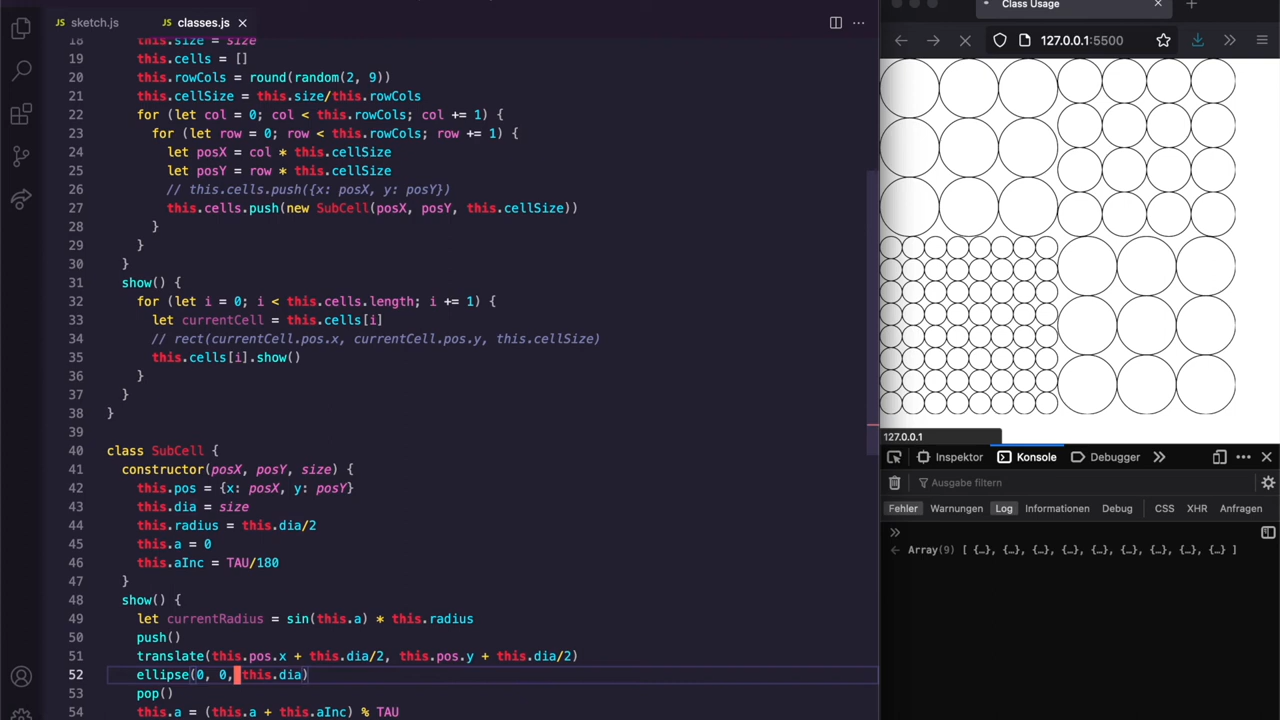 JS sketch.js
JS classes.js
18 this.size = size
19 this.cells = []
20 this.rowCols = round(random(2, 9))
21 this.cellSize = this.size/this.rowCols
22 for (let col = 0; col < this.rowCols; col += 1) {
23 for (let row = 0; row < this.rowCols; row += 1) {
24 let posX = col * this.cellSize
25 let posY = row * this.cellSize
26 // this.cells.push({x: posX, y: posY})
27 this.cells.push(new SubCell(posX, posY, this.cellSize))
28 }
29 }
30 }
31 show() {
32 for (let i = 0; i < this.cells.length; i += 1) {
33 let currentCell = this.cells[i]
34 // rect(currentCell.pos.x, currentCell.pos.y, this.cellSize)
35 this.cells[i].show()
36 }
37 }
38 }
39
40 class SubCell {
41 constructor(posX, posY, size) {
42 this.pos = {x: posX, y: posY}
43 this.dia = size
44 this.radius = this.dia/2
45 this.a = 0
46 this.aInc = TAU/180
47 }
48 show() {
49 let currentRadius = sin(this.a) * this.radius
50 push()
51 translate(this.pos.x + this.dia/2, this.pos.y + this.dia/2)
52 ellipse(0, 0, this.dia)
53 pop()
54 this.a = (this.a + this.aInc) % TAU
Class Usage
127.0.0.1:5500
127.0.0.1
Inspektor Konsole Debugger
Ausgabe filtern
Fehler Warnungen Log Informationen Debug CSS XHR Anfragen
Array(9) [ {…}, {…}, {…}, {…}, {…}, {…}, {…}, {…}, {…} ]